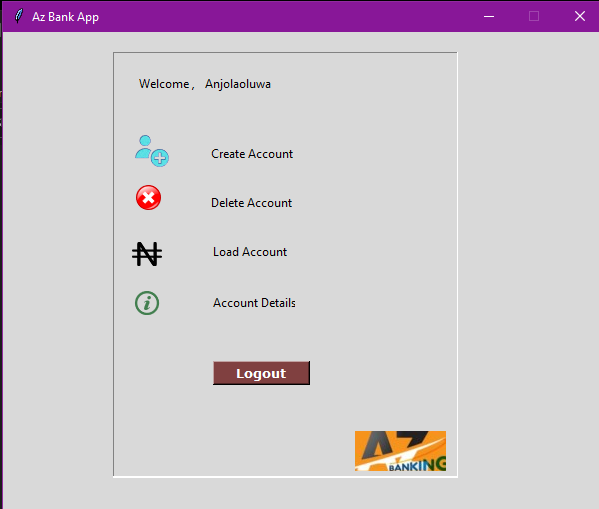 Az Bank App
Welcome , Anjolaoluwa
Create Account
Delete Account
₦ Load Account
Account Details
Logout
AZ
BANKING